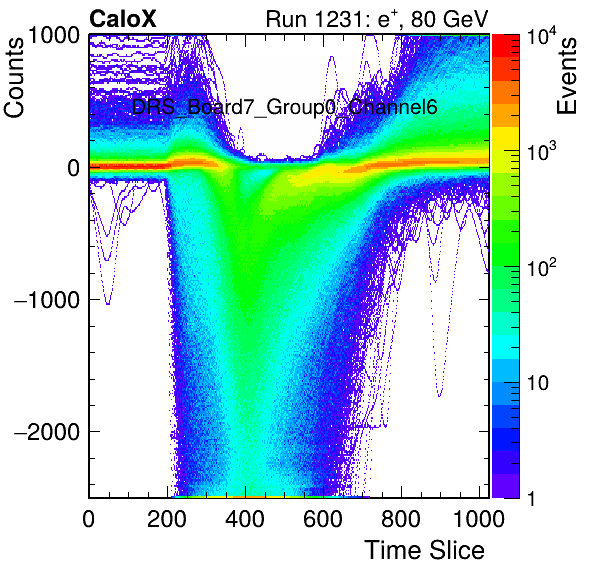 CaloX Run 1231: e⁺, 80 GeV
Counts
Events
DRS_Board7_Group0_Channel6
1000
0
−1000
−2000
0 200 400 600 800 1000
Time Slice
10⁴
10³
10²
10
1